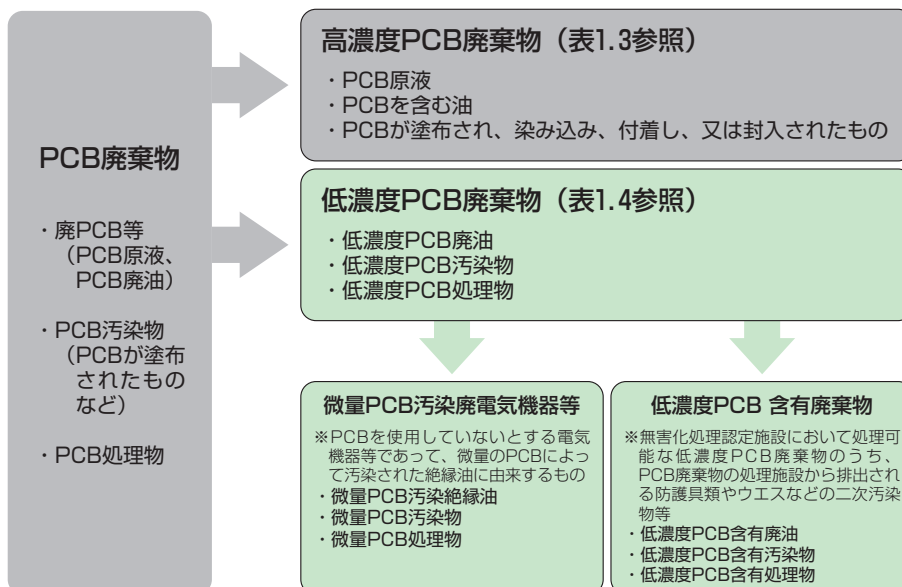 PCB廃棄物
・廃PCB等
（PCB原液、
PCB廃油）
・PCB汚染物
（PCBが塗布
されたもの
など）
・PCB処理物
高濃度PCB廃棄物（表1.3参照）
・PCB原液
・PCBを含む油
・PCBが塗布され、染み込み、付着し、又は封入されたもの
低濃度PCB廃棄物（表1.4参照）
・低濃度PCB廃油
・低濃度PCB汚染物
・低濃度PCB処理物
微量PCB汚染廃電気機器等
※PCBを使用していないとする電気
機器等であって、微量のPCBによっ
て汚染された絶縁油に由来するもの
・微量PCB汚染絶縁油
・微量PCB汚染物
・微量PCB処理物
低濃度PCB 含有廃棄物
※無害化処理認定施設において処理可
能な低濃度PCB廃棄物のうち、
PCB廃棄物の処理施設から排出され
る防護具類やウエスなどの二次汚染
物等
・低濃度PCB含有廃油
・低濃度PCB含有汚染物
・低濃度PCB含有処理物